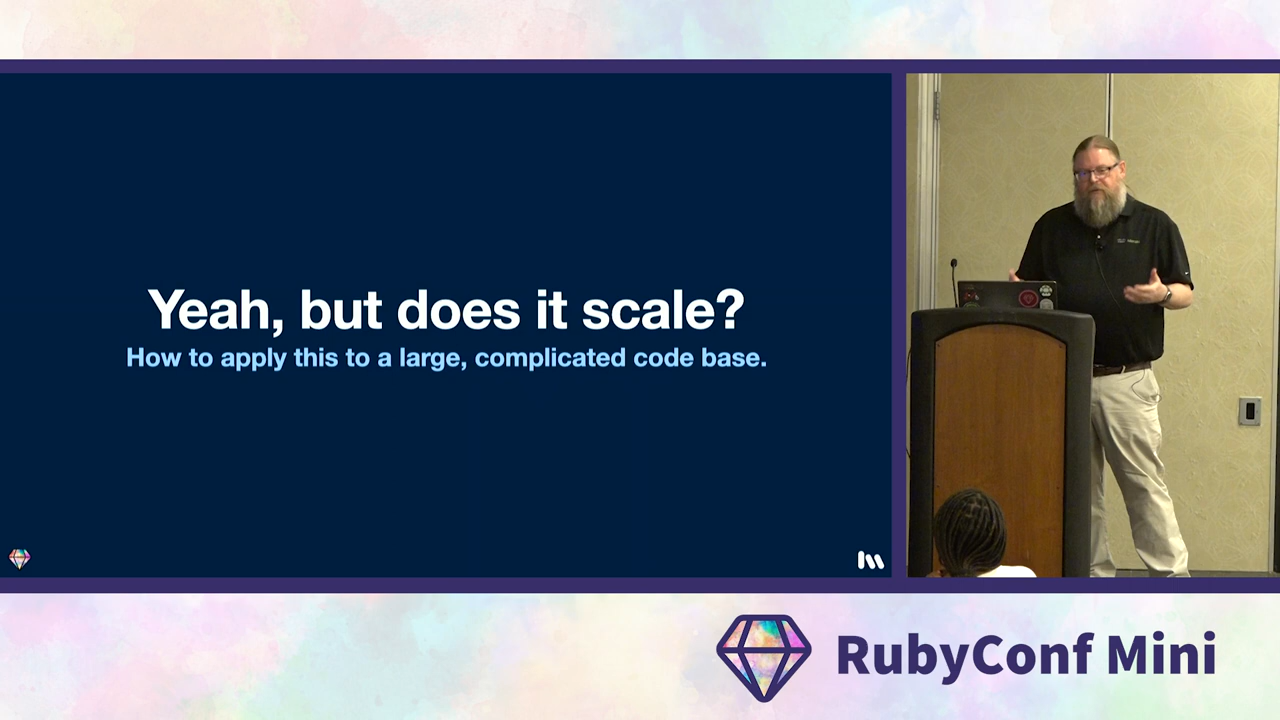 Yeah, but does it scale?
How to apply this to a large, complicated code base.
RubyConf Mini